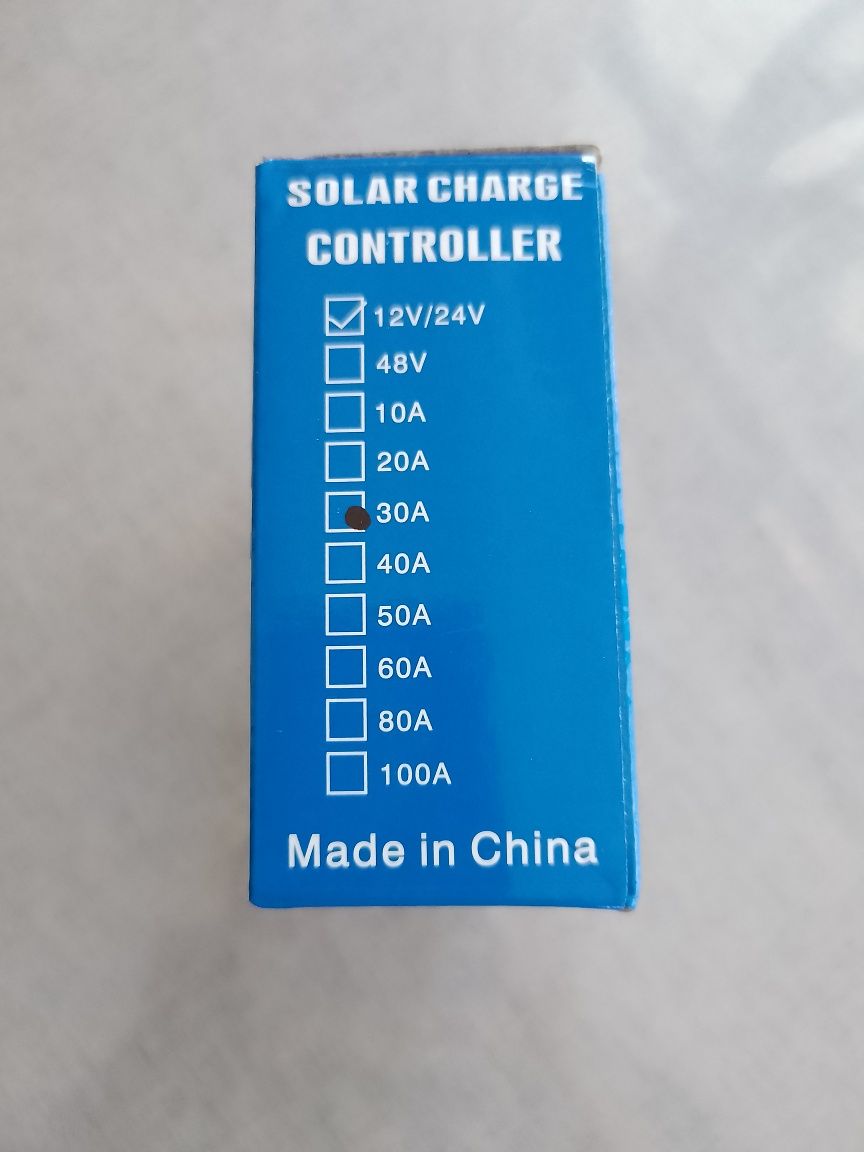 SOLAR CHARGE
CONTROLLER
12V/24V
48V
10A
20A
30A
40A
50A
60A
80A
100A
Made in China